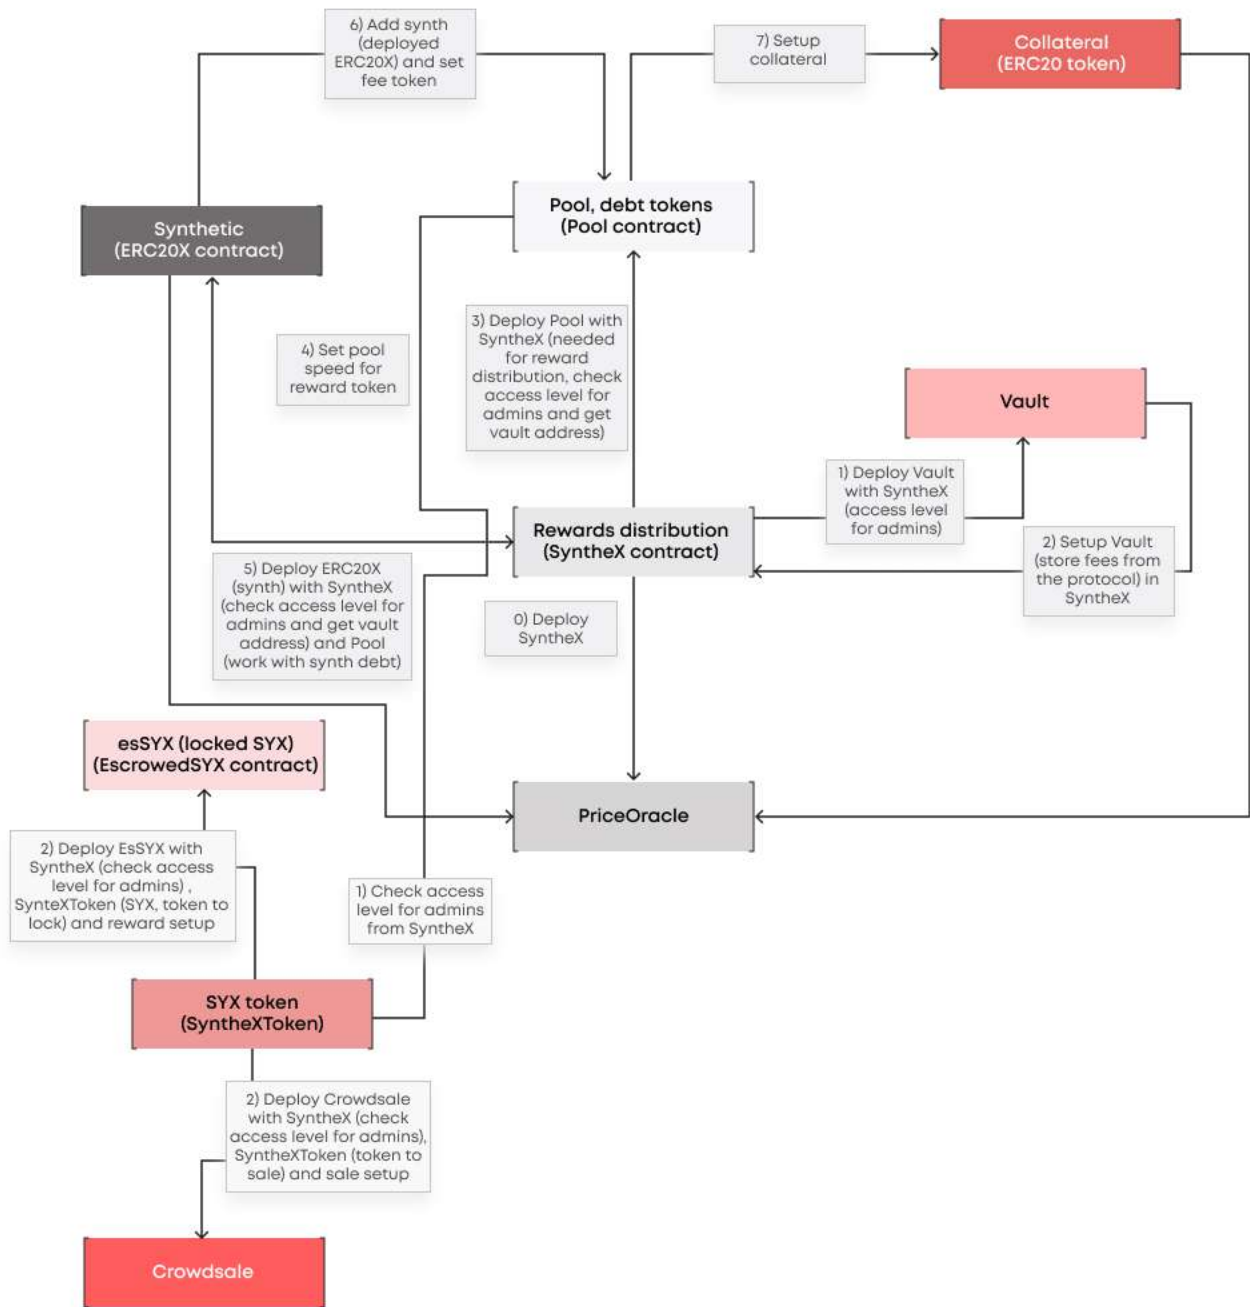 6) Add synth
(deployed
ERC20X) and set
fee token
7) Setup
collateral
Collateral
(ERC20 token)
Synthetic
(ERC20X contract)
Pool, debt tokens
(Pool contract)
4) Set pool
speed for
reward token
3) Deploy Pool with
SyntheX (needed
for reward
distribution, check
access level for
admins and get
vault address)
Vault
1) Deploy Vault
with SyntheX
(access level
for admins)
Rewards distribution
(SyntheX contract)
2) Setup Vault
(store fees from
the protocol) in
SyntheX
5) Deploy ERC20X
(synth) with SyntheX
(check access level for
admins and get vault
address) and Pool
(work with synth debt)
0) Deploy
SyntheX
esSYX (locked SYX)
(EscrowedSYX contract)
PriceOracle
2) Deploy EsSYX with
SyntheX (check access
level for admins) ,
SynteXToken (SYX, token to
lock) and reward setup
1) Check access
level for admins
from SyntheX
SYX token
(SyntheXToken)
2) Deploy Crowdsale
with SyntheX (check
access level for admins),
SyntheXToken (token to
sale) and sale setup
Crowdsale